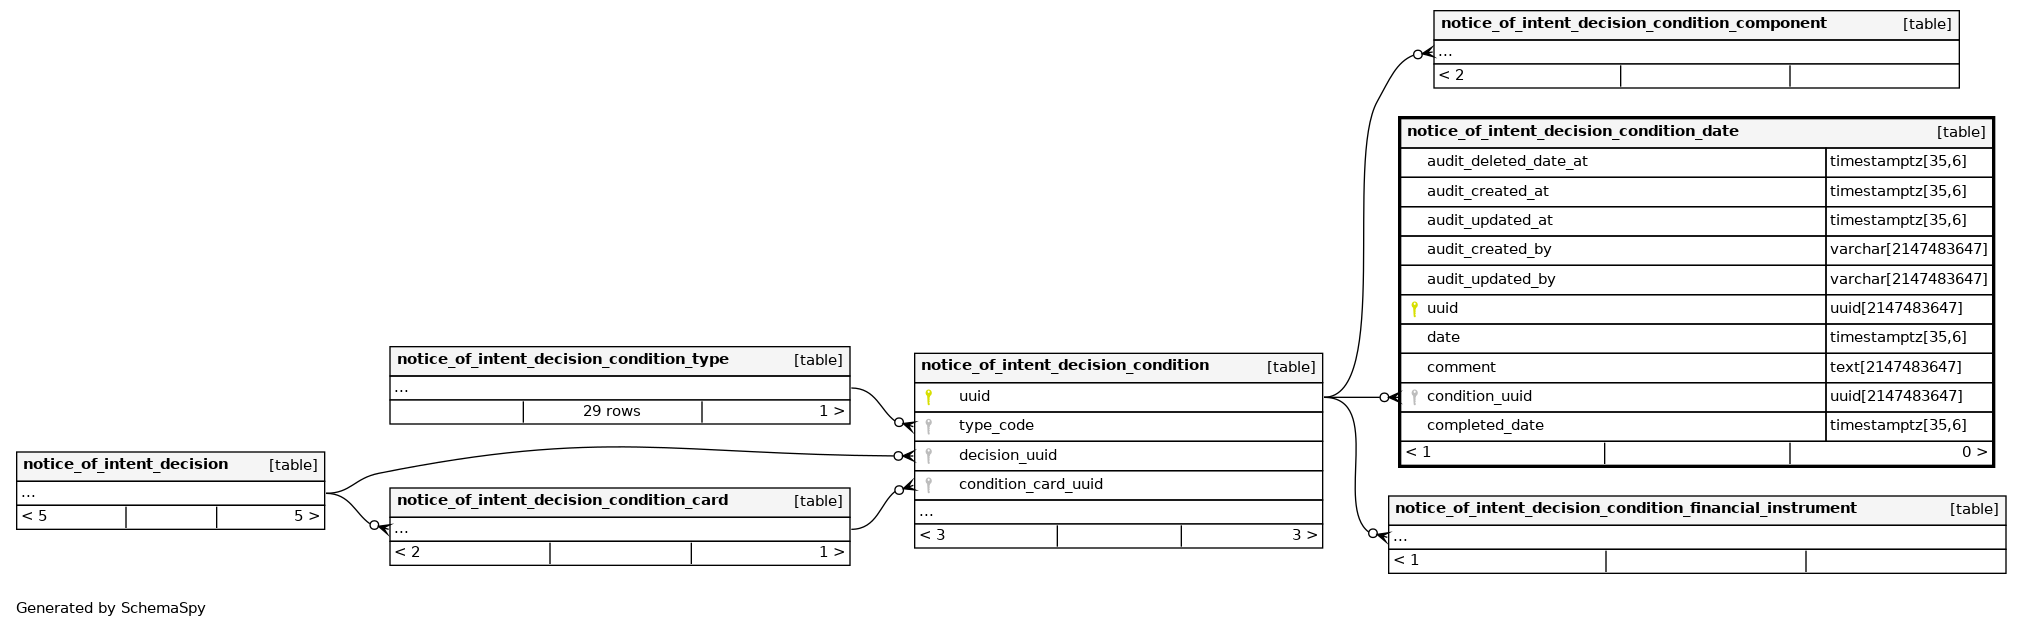 notice_of_intent_decision_condition_component [table]
...
< 2
notice_of_intent_decision_condition_date [table]
audit_deleted_date_at timestamptz[35,6]
audit_created_at timestamptz[35,6]
audit_updated_at timestamptz[35,6]
audit_created_by varchar[2147483647]
audit_updated_by varchar[2147483647]
uuid uuid[2147483647]
date timestamptz[35,6]
comment text[2147483647]
condition_uuid uuid[2147483647]
completed_date timestamptz[35,6]
< 1 0 >
notice_of_intent_decision_condition_type [table]
...
29 rows 1 >
notice_of_intent_decision_condition [table]
uuid
type_code
decision_uuid
condition_card_uuid
...
< 3 3 >
notice_of_intent_decision [table]
...
< 5 5 >
notice_of_intent_decision_condition_card [table]
...
< 2 1 >
notice_of_intent_decision_condition_financial_instrument [table]
...
< 1
Generated by SchemaSpy